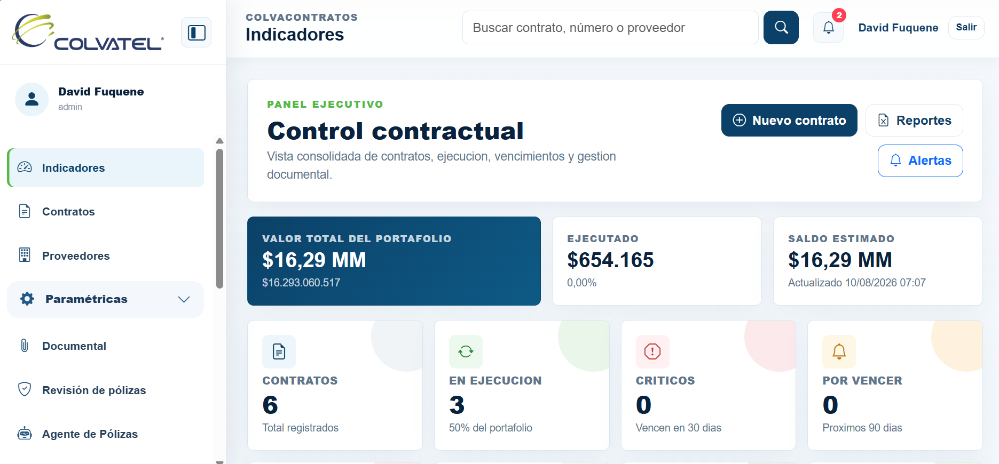 COLVATEL®
David Fuquene
admin
Indicadores
Contratos
Proveedores
Paramétricas
Documental
Revisión de pólizas
Agente de Pólizas
COLVACONTRATOS
Indicadores
Buscar contrato, número o proveedor
2
David Fuquene
Salir
PANEL EJECUTIVO
Control contractual
Vista consolidada de contratos, ejecucion, vencimientos y gestion
documental.
Nuevo contrato
Reportes
Alertas
VALOR TOTAL DEL PORTAFOLIO
$16,29 MM
$16.293.060.517
EJECUTADO
$654.165
0,00%
SALDO ESTIMADO
$16,29 MM
Actualizado 10/08/2026 07:07
CONTRATOS
6
Total registrados
EN EJECUCION
3
50% del portafolio
CRITICOS
0
Vencen en 30 dias
POR VENCER
0
Proximos 90 dias